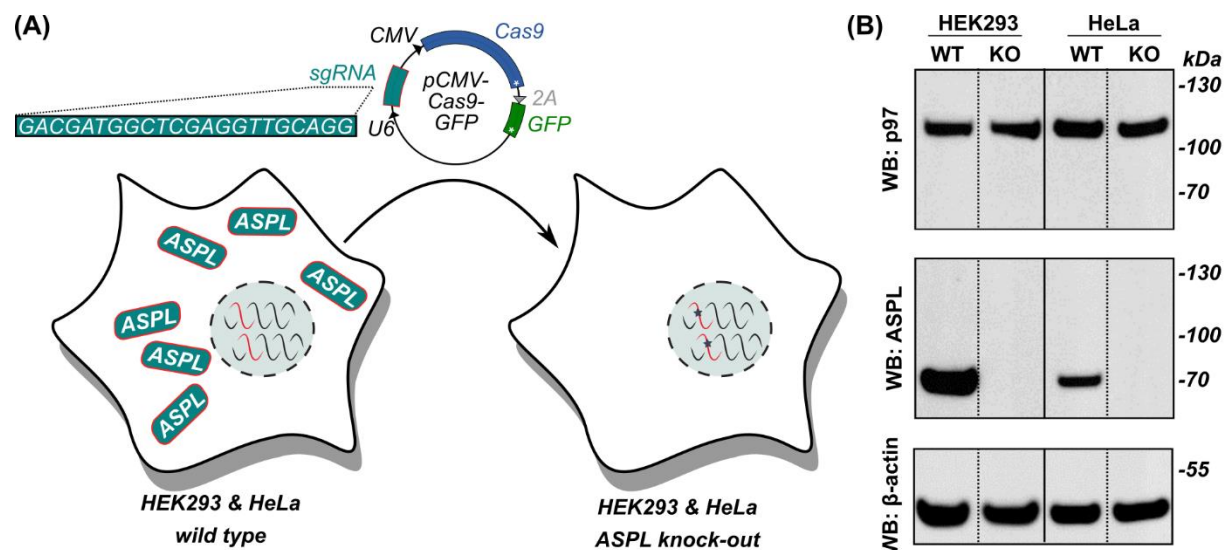 (A)
CMV
Cas9
sgRNA
pCMV-
Cas9-
GFP
2A
GFP
U6
GACGATGGCTCGAGGTTGCAGG
ASPL
ASPL
ASPL
ASPL
ASPL
ASPL
HEK293 & HeLa
wild type
HEK293 & HeLa
ASPL knock-out
(B)
HEK293 HeLa
WT KO WT KO kDa
WB: p97
-130
-100
-70
WB: ASPL
-130
-100
-70
WB: β-actin
-55